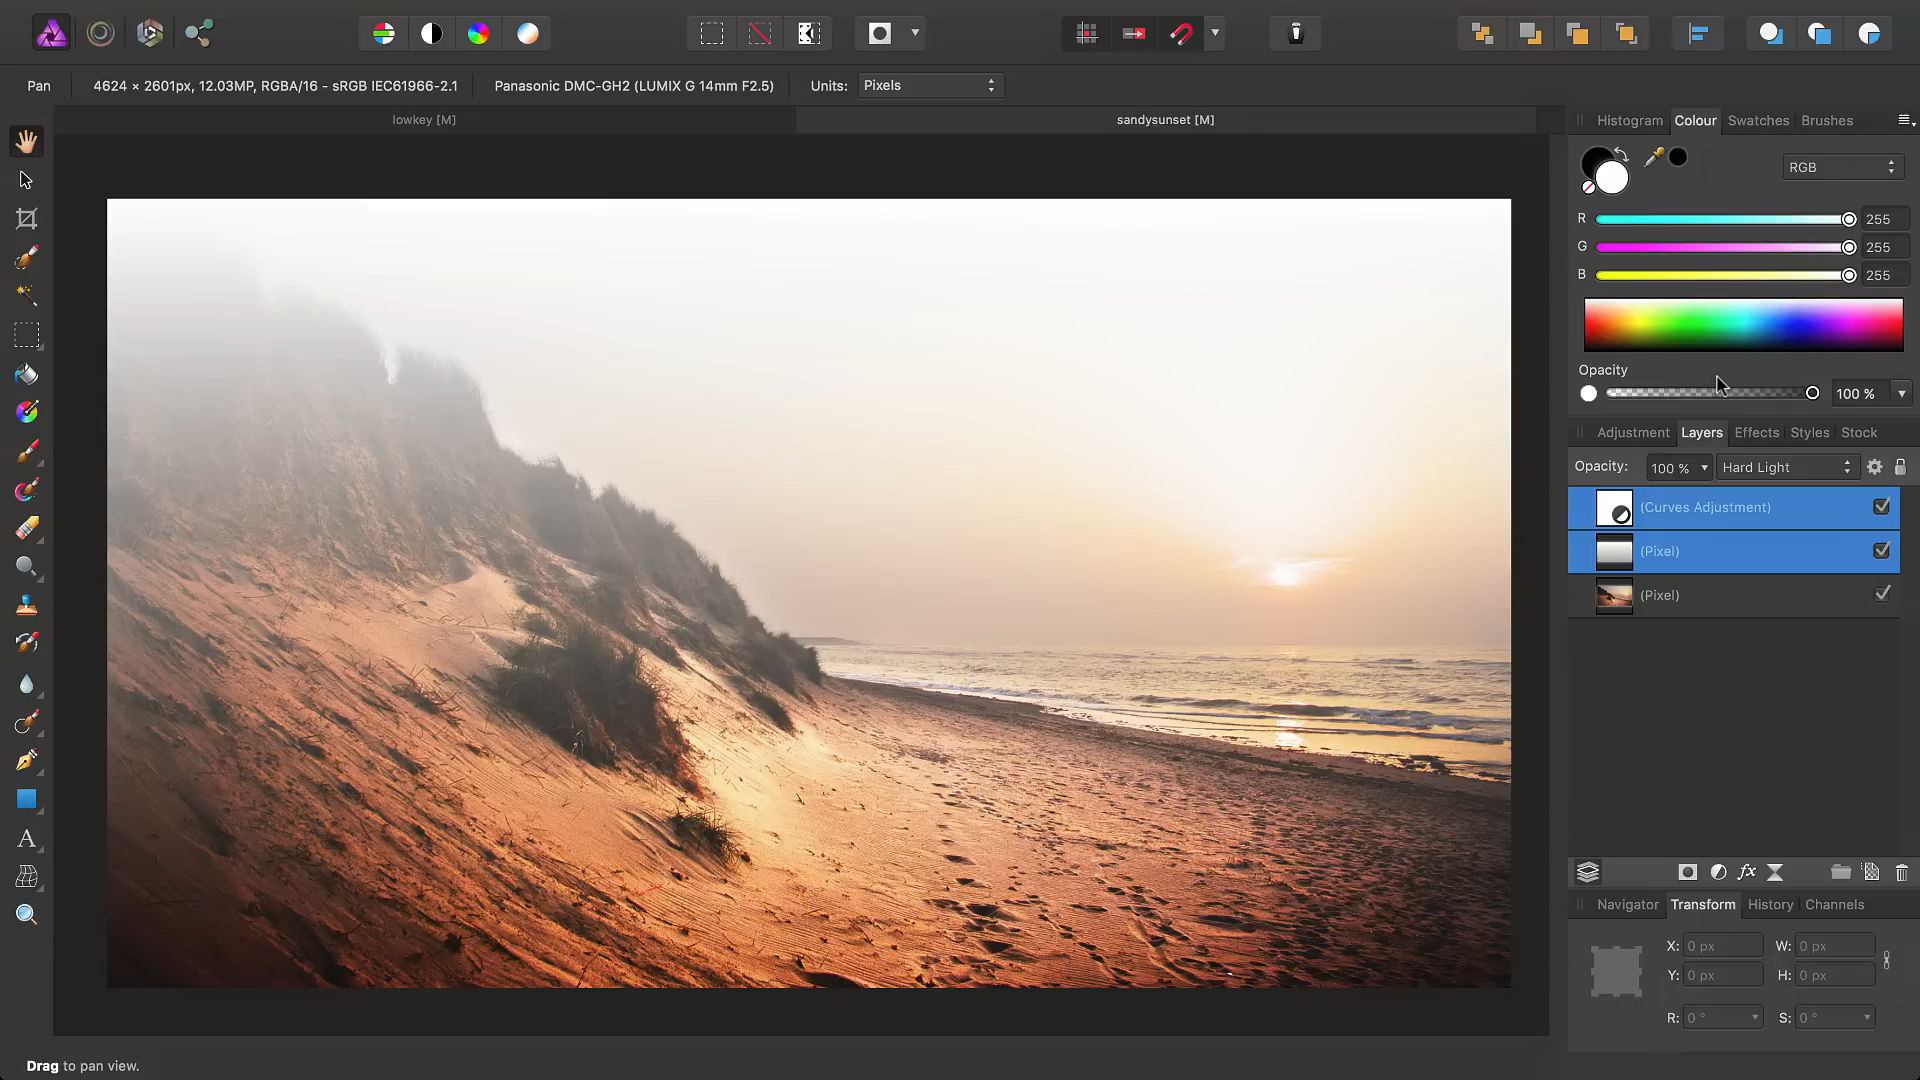 Pan
4624 × 2601px, 12.03MP, RGBA/16 - sRGB IEC61966-2.1
Panasonic DMC-GH2 (LUMIX G 14mm F2.5)
Units: Pixels
lowkey [M]
sandysunset [M]
Histogram Colour Swatches Brushes
RGB
R 255
G 255
B 255
Opacity
100 %
Adjustment Layers Effects Styles Stock
Opacity: 100 % Hard Light
(Curves Adjustment)
(Pixel)
(Pixel)
fx
Navigator Transform History Channels
X: 0 px W: 0 px
Y: 0 px H: 0 px
R: 0 ° S: 0 °
A
Drag to pan view.